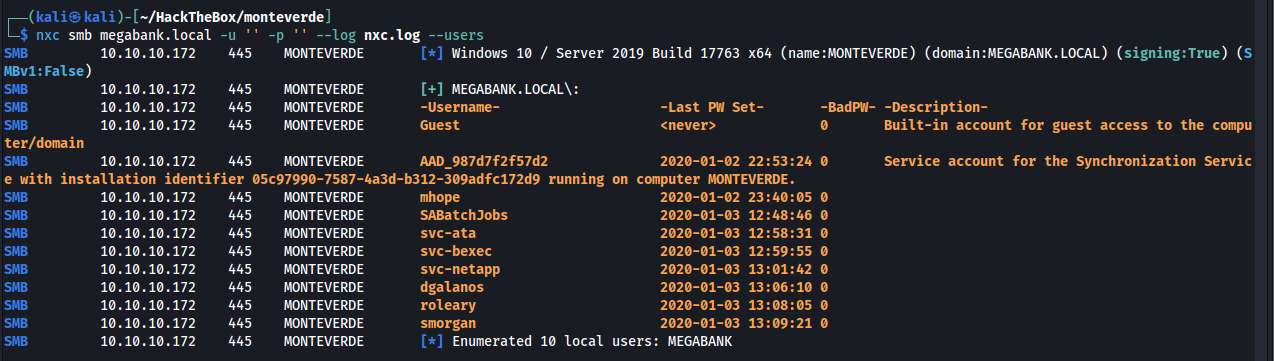 ┌──(kali㉿kali)-[~/HackTheBox/monteverde]
└─$ nxc smb megabank.local -u '' -p '' --log nxc.log --users
SMB 10.10.10.172 445 MONTEVERDE [*] Windows 10 / Server 2019 Build 17763 x64 (name:MONTEVERDE) (domain:MEGABANK.LOCAL) (signing:True) (S
MBv1:False)
SMB 10.10.10.172 445 MONTEVERDE [+] MEGABANK.LOCAL\:
SMB 10.10.10.172 445 MONTEVERDE -Username- -Last PW Set- -BadPW- -Description-
SMB 10.10.10.172 445 MONTEVERDE Guest <never> 0 Built-in account for guest access to the compu
ter/domain
SMB 10.10.10.172 445 MONTEVERDE AAD_987d7f2f57d2 2020-01-02 22:53:24 0 Service account for the Synchronization Servic
e with installation identifier 05c97990-7587-4a3d-b312-309adfc172d9 running on computer MONTEVERDE.
SMB 10.10.10.172 445 MONTEVERDE mhope 2020-01-02 23:40:05 0
SMB 10.10.10.172 445 MONTEVERDE SABatchJobs 2020-01-03 12:48:46 0
SMB 10.10.10.172 445 MONTEVERDE svc-ata 2020-01-03 12:58:31 0
SMB 10.10.10.172 445 MONTEVERDE svc-bexec 2020-01-03 12:59:55 0
SMB 10.10.10.172 445 MONTEVERDE svc-netapp 2020-01-03 13:01:42 0
SMB 10.10.10.172 445 MONTEVERDE dgalanos 2020-01-03 13:06:10 0
SMB 10.10.10.172 445 MONTEVERDE roleary 2020-01-03 13:08:05 0
SMB 10.10.10.172 445 MONTEVERDE smorgan 2020-01-03 13:09:21 0
SMB 10.10.10.172 445 MONTEVERDE [*] Enumerated 10 local users: MEGABANK